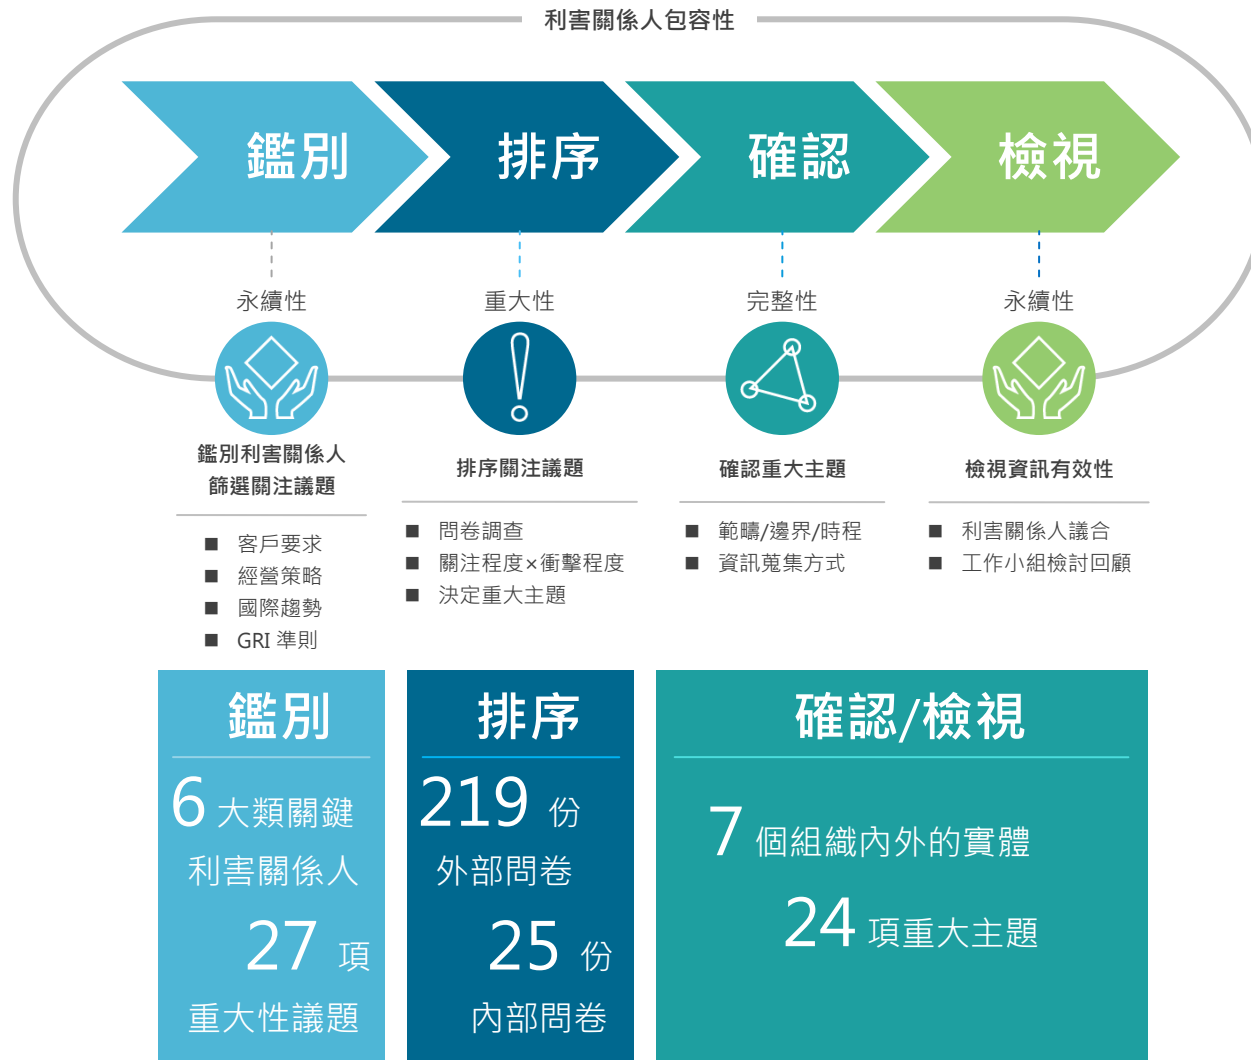 利害關係人包容性
鑑別
排序
確認
檢視
永續性
重大性
完整性
永續性
鑑別利害關係人
篩選關注議題
■ 客戶要求
■ 經營策略
■ 國際趨勢
■ GRI 準則
排序關注議題
■ 問卷調查
■ 關注程度×衝擊程度
■ 決定重大主題
確認重大主題
■ 範疇/邊界/時程
■ 資訊蒐集方式
檢視資訊有效性
■ 利害關係人議合
■ 工作小組檢討回顧
鑑別
6 大類關鍵
利害關係人
27 項
重大性議題
排序
219 份
外部問卷
25 份
內部問卷
確認/檢視
7 個組織內外的實體
24 項重大主題